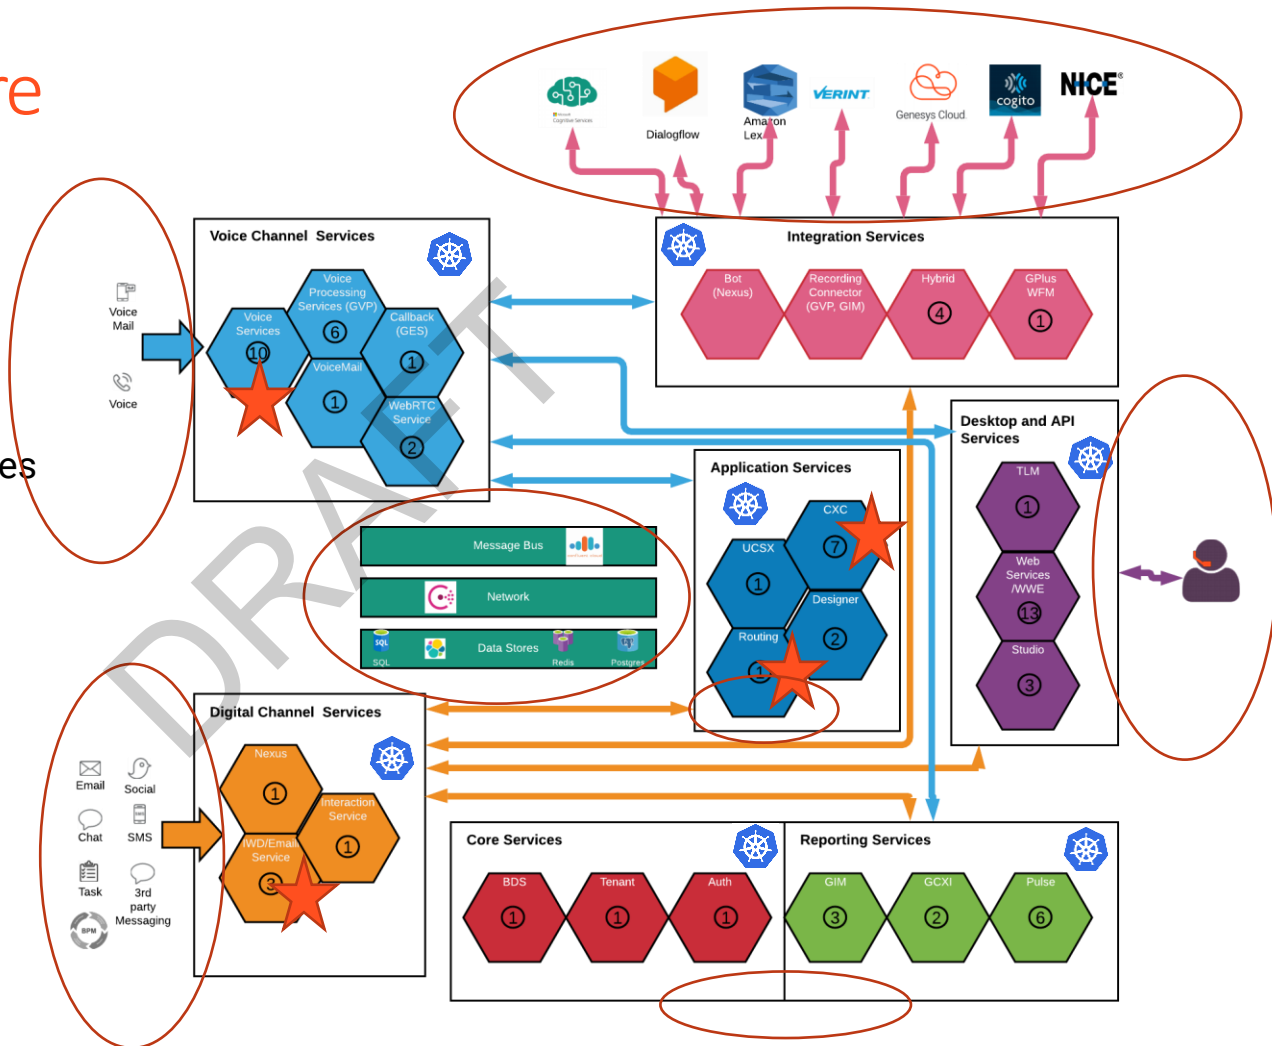 re
es
Microsoft
Cognitive Services
Dialogflow
Amazon
Lex
VERINT
Genesys Cloud
cogito
NICE®
Voice
Mail
Voice
Voice Channel Services
Voice
Processing
Services (GVP)
6
Voice
Services
10
Callback
(GES)
1
VoiceMail
1
WebRTC
Service
2
Integration Services
Bot
(Nexus)
Recording
Connector
(GVP, GIM)
Hybrid
4
GPlus
WFM
1
Desktop and API
Services
TLM
1
Web
Services
/WWE
13
Studio
3
Application Services
CXC
7
UCSX
1
Designer
2
Routing
1
Message Bus
Network
SQL
SQL
Data Stores
Redis
Postgres
DRAFT
Digital Channel Services
Nexus
1
Interaction
Service
1
IWD/Email
Service
3
Email
Social
Chat
SMS
Task
3rd
party
Messaging
BPM
Core Services
BDS
1
Tenant
1
Auth
1
Reporting Services
GIM
3
GCXI
2
Pulse
6